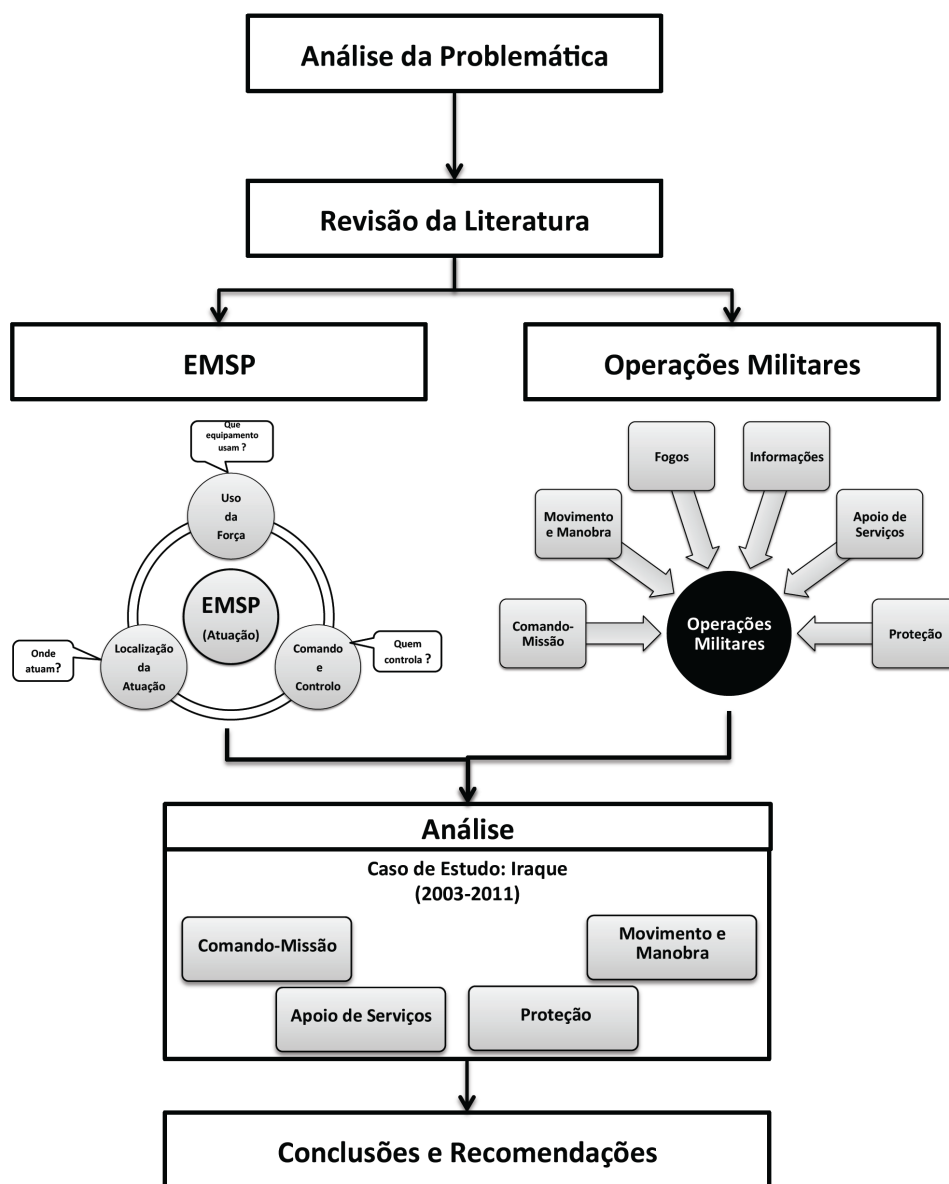 Análise da Problemática
Revisão da Literatura
EMSP
Operações Militares
Que
equipamento
usam ?
Uso
da
Força
EMSP
(Atuação)
Onde
atuam?
Localização
da
Atuação
Comando
e
Controlo
Quem
controla ?
Fogos
Informações
Movimento
e Manobra
Apoio de
Serviços
Comando-
Missão
Operações
Militares
Proteção
Análise
Caso de Estudo: Iraque
(2003-2011)
Comando-Missão
Movimento e
Manobra
Apoio de Serviços
Proteção
Conclusões e Recomendações